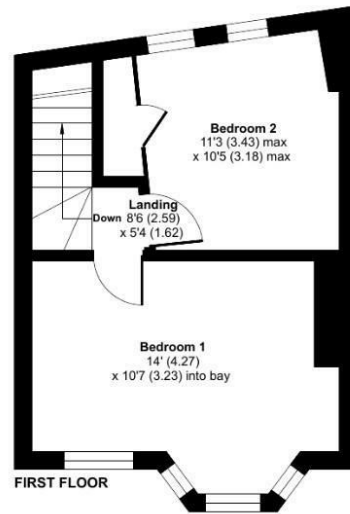 Bedroom 2
11'3 (3.43) max
x 10'5 (3.18) max
Landing
Down 8'6 (2.59)
x 5'4 (1.62)
Bedroom 1
14' (4.27)
x 10'7 (3.23) into bay
FIRST FLOOR